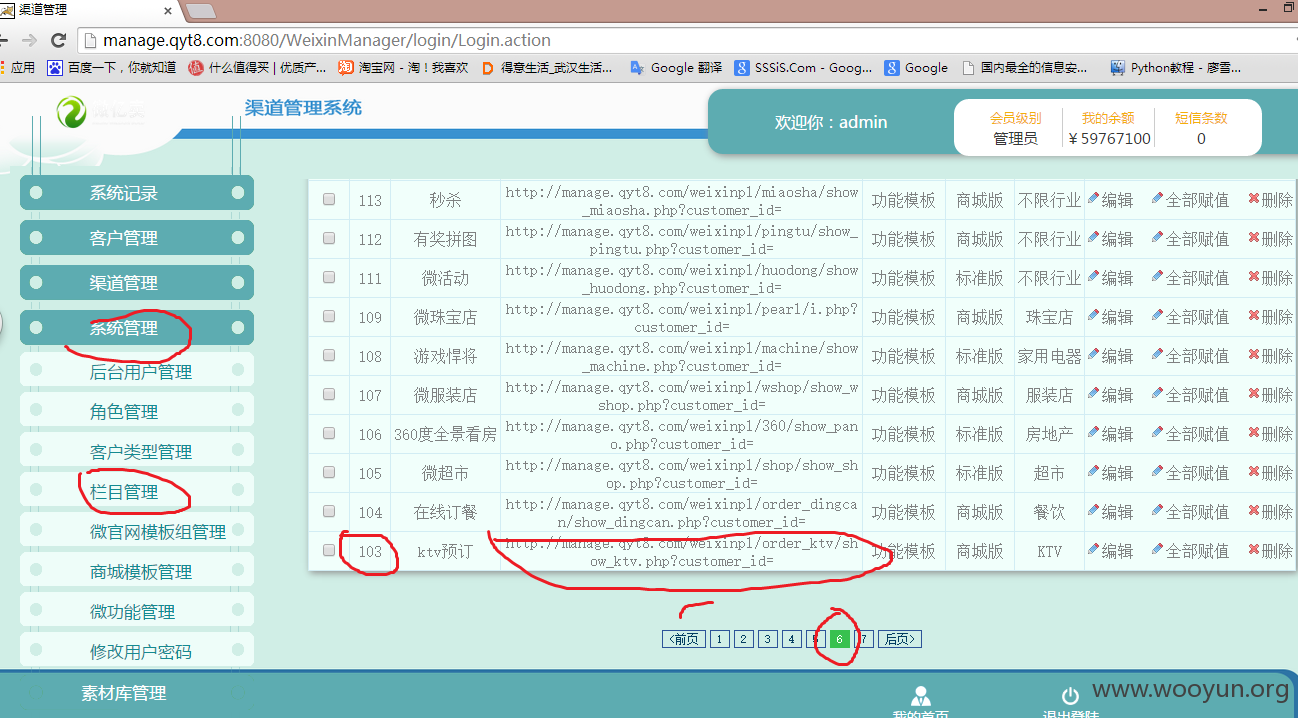 渠道管理
manage.qyt8.com:8080/WeixinManager/login/Login.action
应用 百度一下，你就知道 什么值得买 | 优质产... 淘宝网 - 淘！我喜欢 得意生活_武汉生活... Google 翻译 SSSiS.Com - Goog... Google 国内最全的信息安... Python教程 - 廖雪...
渠道管理系统
欢迎你：admin
会员级别 我的余额 短信条数
管理员 ￥59767100 0
系统记录
客户管理
渠道管理
系统管理
后台用户管理
角色管理
客户类型管理
栏目管理
微官网模板组管理
商城模板管理
微功能管理
修改用户密码
素材库管理
113 秒杀 http://manage.qyt8.com/weixinpl/miaosha/show
_miaosha.php?customer_id= 功能模板 商城版 不限行业 编辑 全部赋值 删除
112 有奖拼图 http://manage.qyt8.com/weixinpl/pingtu/show_
pingtu.php?customer_id= 功能模板 商城版 不限行业 编辑 全部赋值 删除
111 微活动 http://manage.qyt8.com/weixinpl/huodong/show
_huodong.php?customer_id= 功能模板 标准版 不限行业 编辑 全部赋值 删除
109 微珠宝店 http://manage.qyt8.com/weixinpl/pearl/i.php?
customer_id= 功能模板 商城版 珠宝店 编辑 全部赋值 删除
108 游戏悍将 http://manage.qyt8.com/weixinpl/machine/show
_machine.php?customer_id= 功能模板 标准版 家用电器 编辑 全部赋值 删除
107 微服装店 http://manage.qyt8.com/weixinpl/wshop/show_w
shop.php?customer_id= 功能模板 商城版 服装店 编辑 全部赋值 删除
106 360度全景看房 http://manage.qyt8.com/weixinpl/360/show_pan
o.php?customer_id= 功能模板 标准版 房地产 编辑 全部赋值 删除
105 微超市 http://manage.qyt8.com/weixinpl/shop/show_sh
op.php?customer_id= 功能模板 标准版 超市 编辑 全部赋值 删除
104 在线订餐 http://manage.qyt8.com/weixinpl/order_dingca
n/show_dingcan.php?customer_id= 功能模板 商城版 餐饮 编辑 全部赋值 删除
103 ktv预订 http://manage.qyt8.com/weixinpl/order_ktv/sh
ow_ktv.php?customer_id= 功能模板 商城版 KTV 编辑 全部赋值 删除
<前页 1 2 3 4 5 6 7 后页>
我的首页 退出登陆
www.wooyun.org